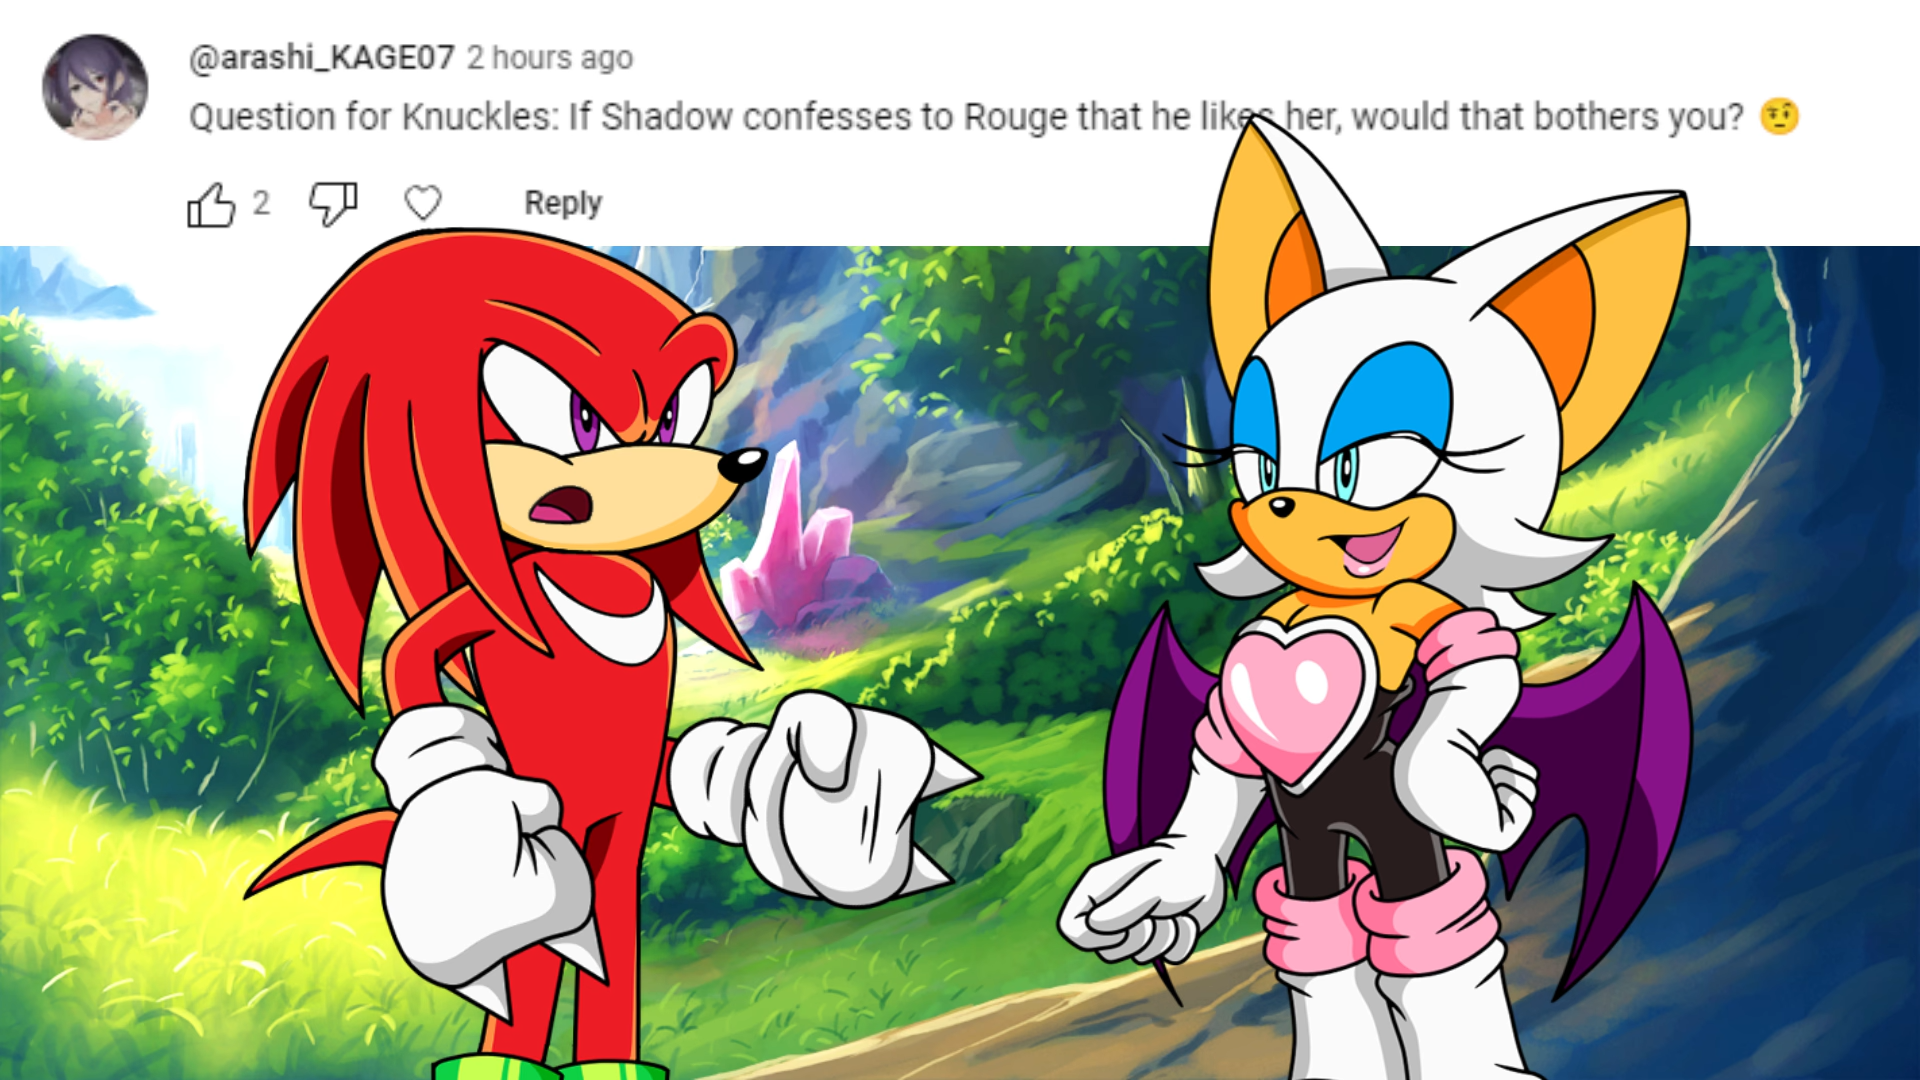 @arashi_KAGE07 2 hours ago
Question for Knuckles: If Shadow confesses to Rouge that he likes her, would that bothers you? 🤨
2
Reply